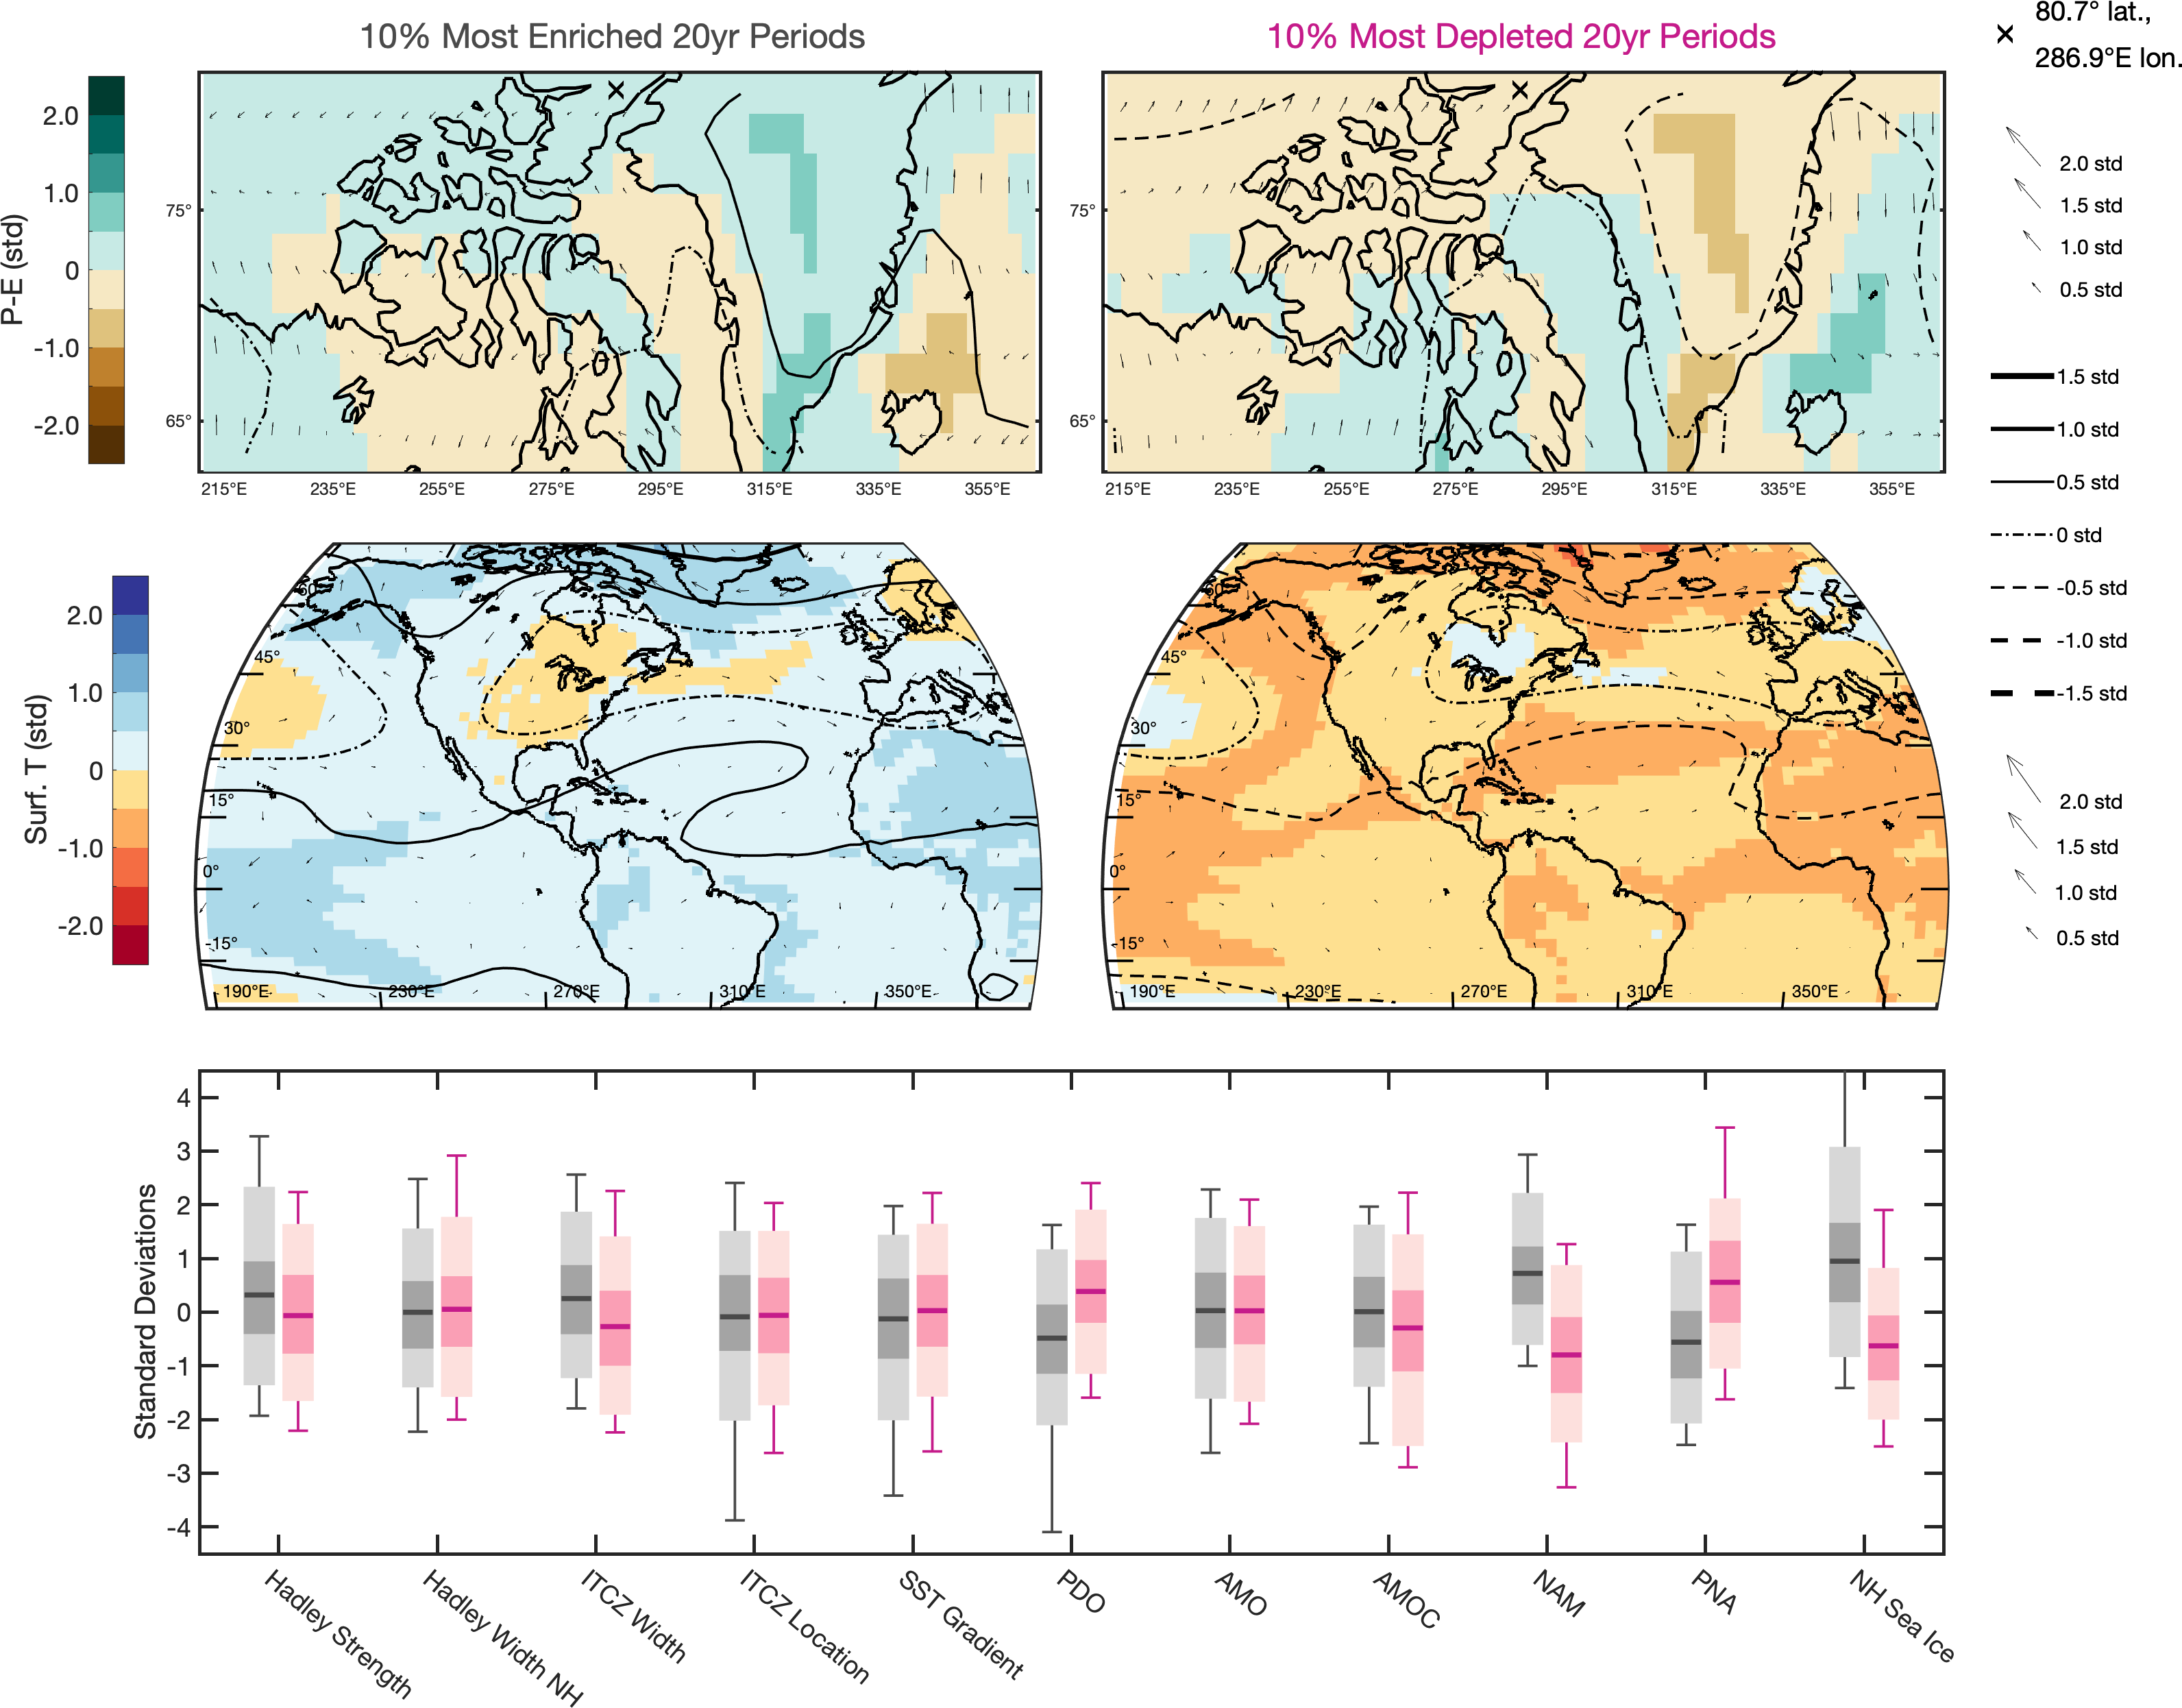 10% Most Enriched 20yr Periods
10% Most Depleted 20yr Periods
80.7° lat.,
286.9°E lon.
P-E (std)
2.0
1.0
0
-1.0
-2.0
75°
65°
215°E 235°E 255°E 275°E 295°E 315°E 335°E 355°E
75°
65°
215°E 235°E 255°E 275°E 295°E 315°E 335°E 355°E
2.0 std
1.5 std
1.0 std
0.5 std
1.5 std
1.0 std
0.5 std
0 std
-0.5 std
-1.0 std
-1.5 std
2.0 std
1.5 std
1.0 std
0.5 std
Surf. T (std)
2.0
1.0
0
-1.0
-2.0
60°
45°
30°
15°
0°
-15°
190°E 230°E 270°E 310°E 350°E
60°
45°
30°
15°
0°
-15°
190°E 230°E 270°E 310°E 350°E
Standard Deviations
4
3
2
1
0
-1
-2
-3
-4
Hadley Strength
Hadley Width NH
ITCZ Width
ITCZ Location
SST Gradient
PDO
AMO
AMOC
NAM
PNA
NH Sea Ice